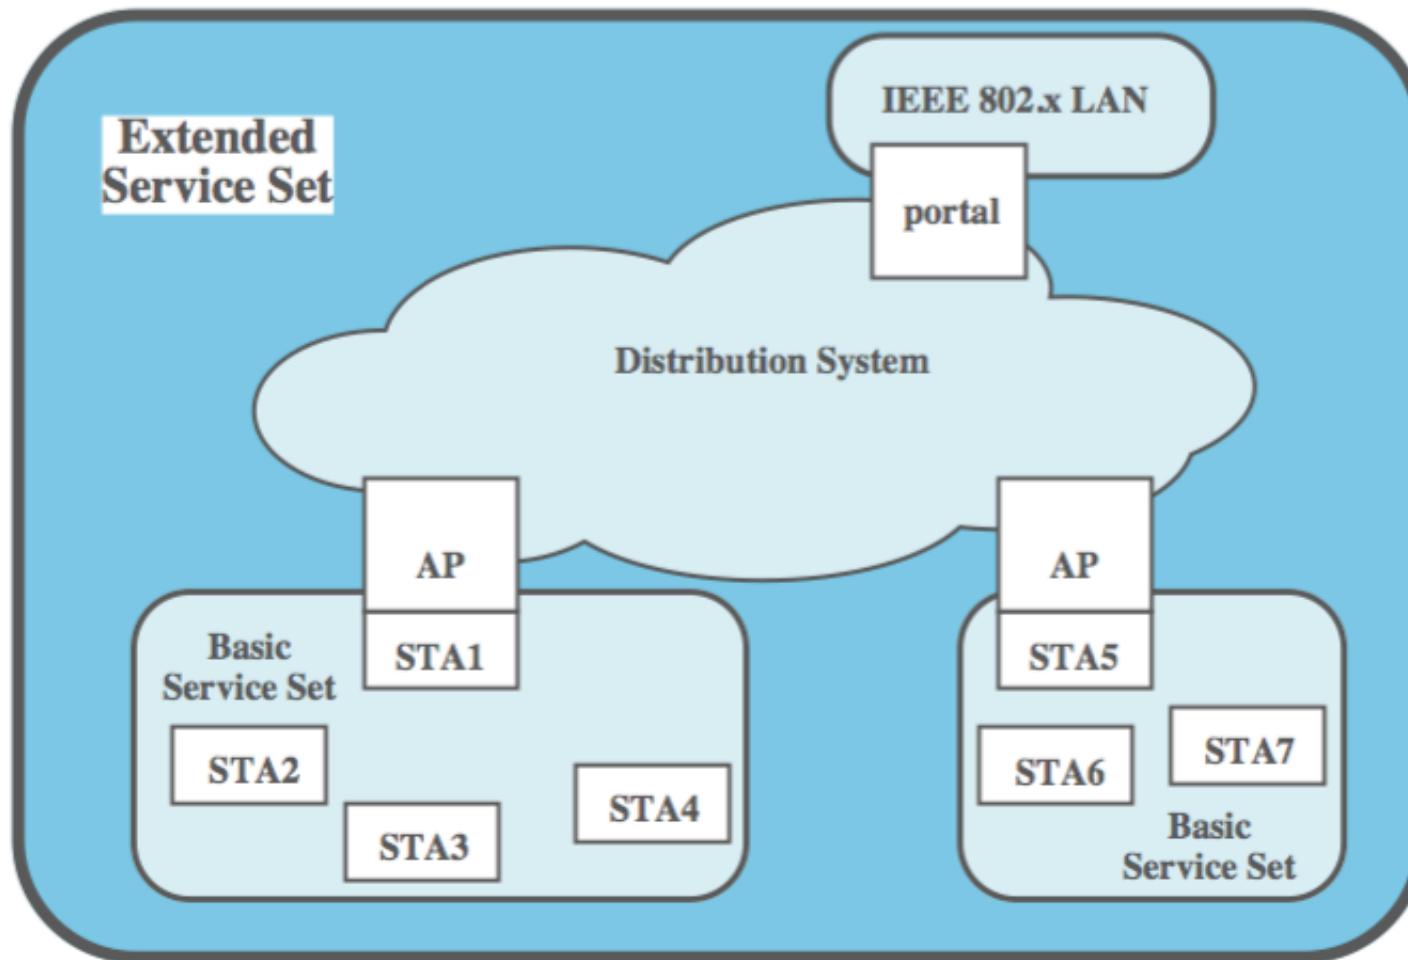 IEEE 802.x LAN
Extended
Service Set
portal
Distribution System
AP
AP
STA1
STA5
Basic
Service Set
STA2
STA3
STA4
STA6
STA7
Basic
Service Set